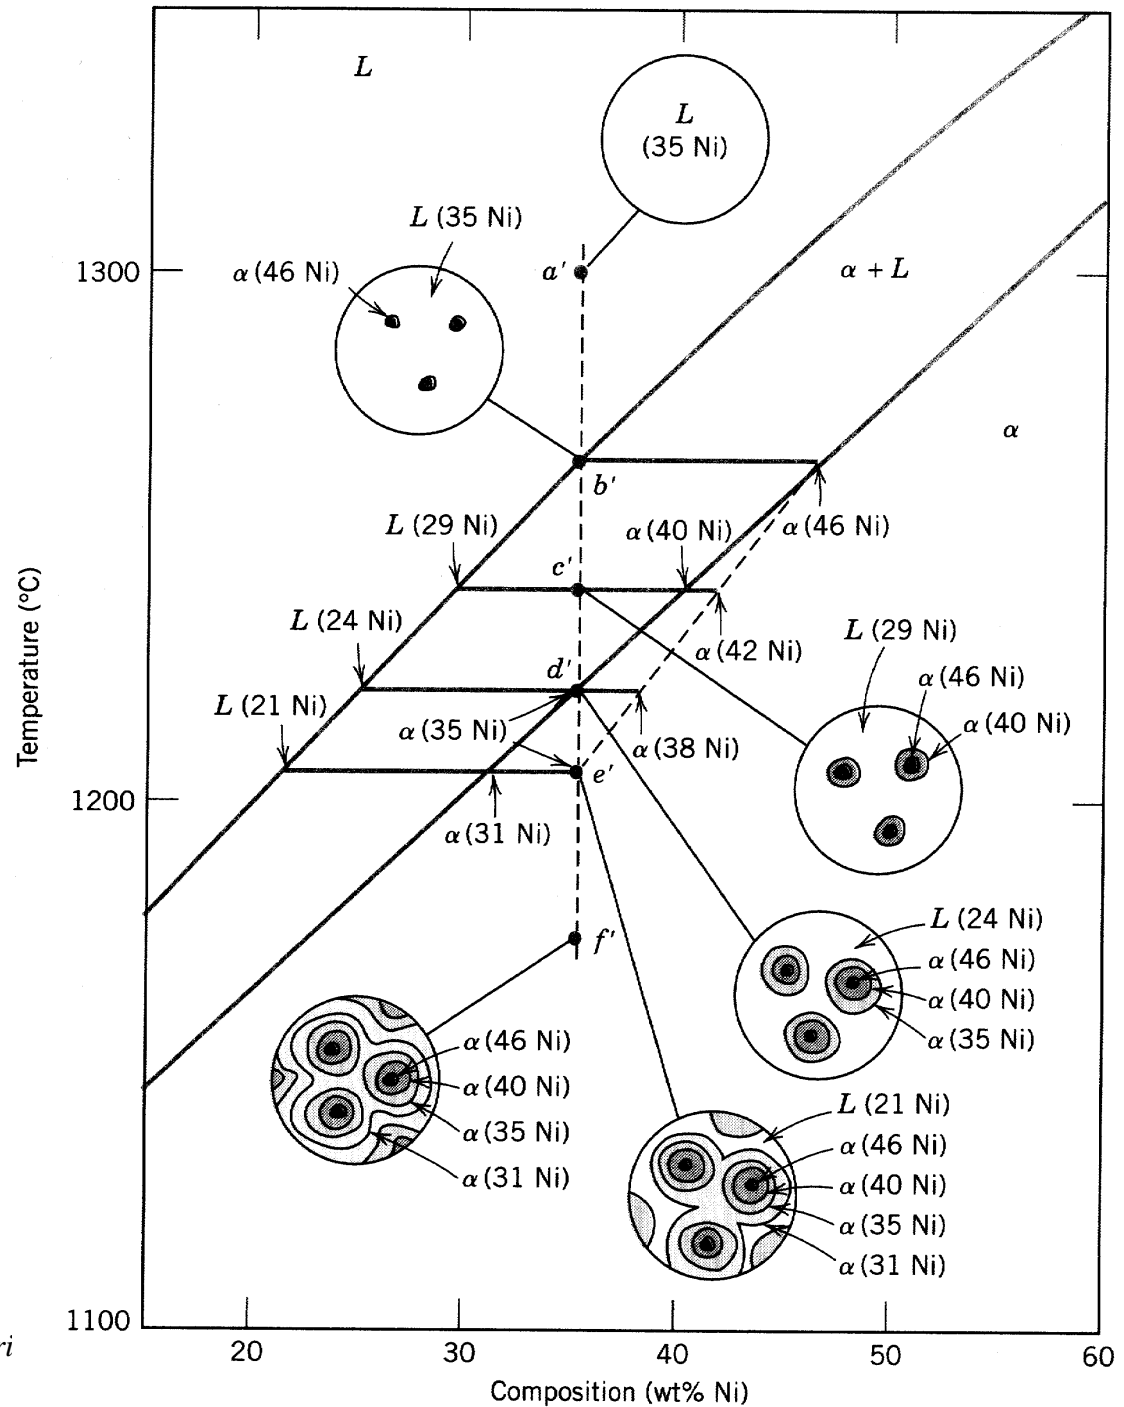 L
L
(35 Ni)
L (35 Ni)
α (46 Ni)
1300
a′
α + L
α
b′
L (29 Ni)
α (40 Ni)
α (46 Ni)
c′
L (24 Ni)
L (29 Ni)
α (42 Ni)
d′
α (46 Ni)
L (21 Ni)
α (35 Ni)
α (38 Ni)
α (40 Ni)
e′
1200
α (31 Ni)
L (24 Ni)
f′
α (46 Ni)
α (40 Ni)
α (35 Ni)
α (46 Ni)
α (40 Ni)
α (35 Ni)
α (31 Ni)
L (21 Ni)
α (46 Ni)
α (40 Ni)
α (35 Ni)
α (31 Ni)
1100
20
30
40
50
60
Composition (wt% Ni)
Temperature (°C)
ri